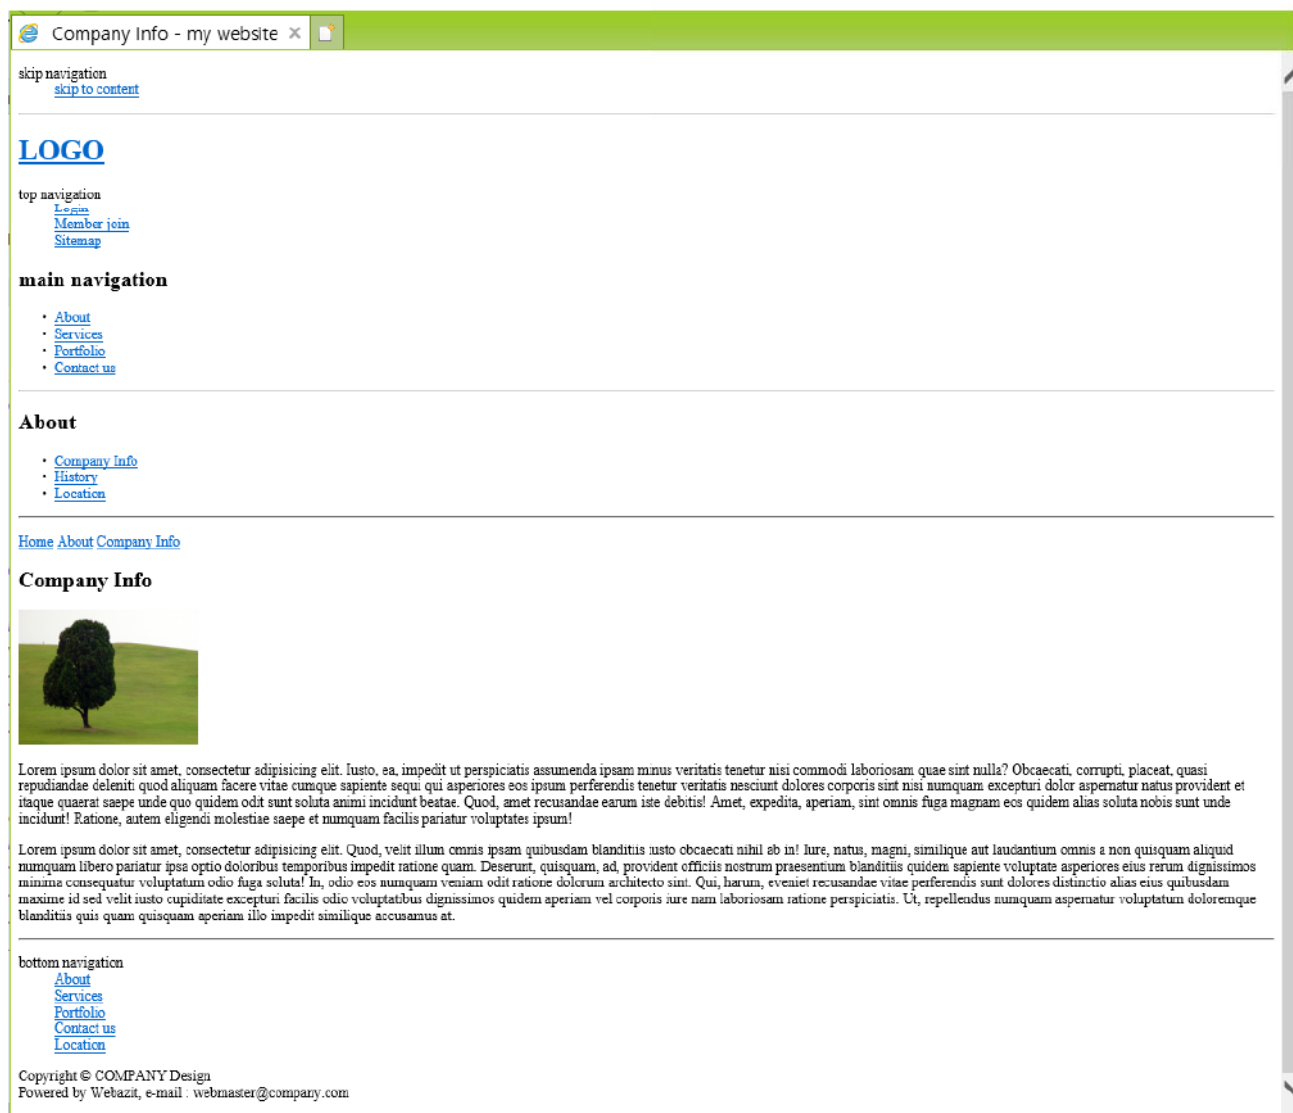 Company Info - my website
skip navigation
skip to content
LOGO
top navigation
Login
Member join
Sitemap
main navigation
• About
• Services
• Portfolio
• Contact us
About
• Company Info
• History
• Location
Home About Company Info
Company Info
Lorem ipsum dolor sit amet, consectetur adipisicing elit. Iusto, ea, impedit ut perspiciatis assumenda ipsam minus veritatis tenetur nisi commodi laboriosam quae sint nulla? Obcaecati, corrupti, placeat, quasi
repudiandae deleniti quod aliquam facere vitae cumque sapiente sequi qui asperiores eos ipsum perferendis tenetur veritatis nesciunt dolores corporis sint nisi numquam excepturi dolor aspernatur natus provident et
itaque quaerat saepe unde quo quidem odit sunt soluta animi incidunt beatae. Quod, amet recusandae earum iste debitis! Amet, expedita, aperiam, sint omnis fuga magnam eos quidem alias soluta nobis sunt unde
incidunt! Ratione, autem eligendi molestiae saepe et numquam facilis pariatur voluptates ipsum!
Lorem ipsum dolor sit amet, consectetur adipisicing elit. Quod, velit illum omnis ipsam quibusdam blanditiis iusto obcaecati nihil ab in! Iure, natus, magni, similique aut laudantium omnis a non quisquam aliquid
numquam libero pariatur ipsa optio doloribus temporibus impedit ratione quam. Deserunt, quisquam, ad, provident officiis nostrum praesentium blanditiis quidem sapiente voluptate asperiores eius rerum dignissimos
minima consequatur voluptatum odio fuga soluta! In, odio eos numquam veniam odit ratione dolorum architecto sint. Qui, harum, eveniet recusandae vitae perferendis sunt dolores distinctio alias eius quibusdam
maxime id sed velit iusto cupiditate excepturi facilis odio voluptatibus dignissimos quidem aperiam vel corporis iure nam laboriosam ratione perspiciatis. Ut, repellendus numquam aspernatur voluptatum doloremque
blanditiis quis quam quisquam aperiam illo impedit similique accusamus at.
bottom navigation
About
Services
Portfolio
Contact us
Location
Copyright © COMPANY Design
Powered by Webazit, e-mail : webmaster@company.com